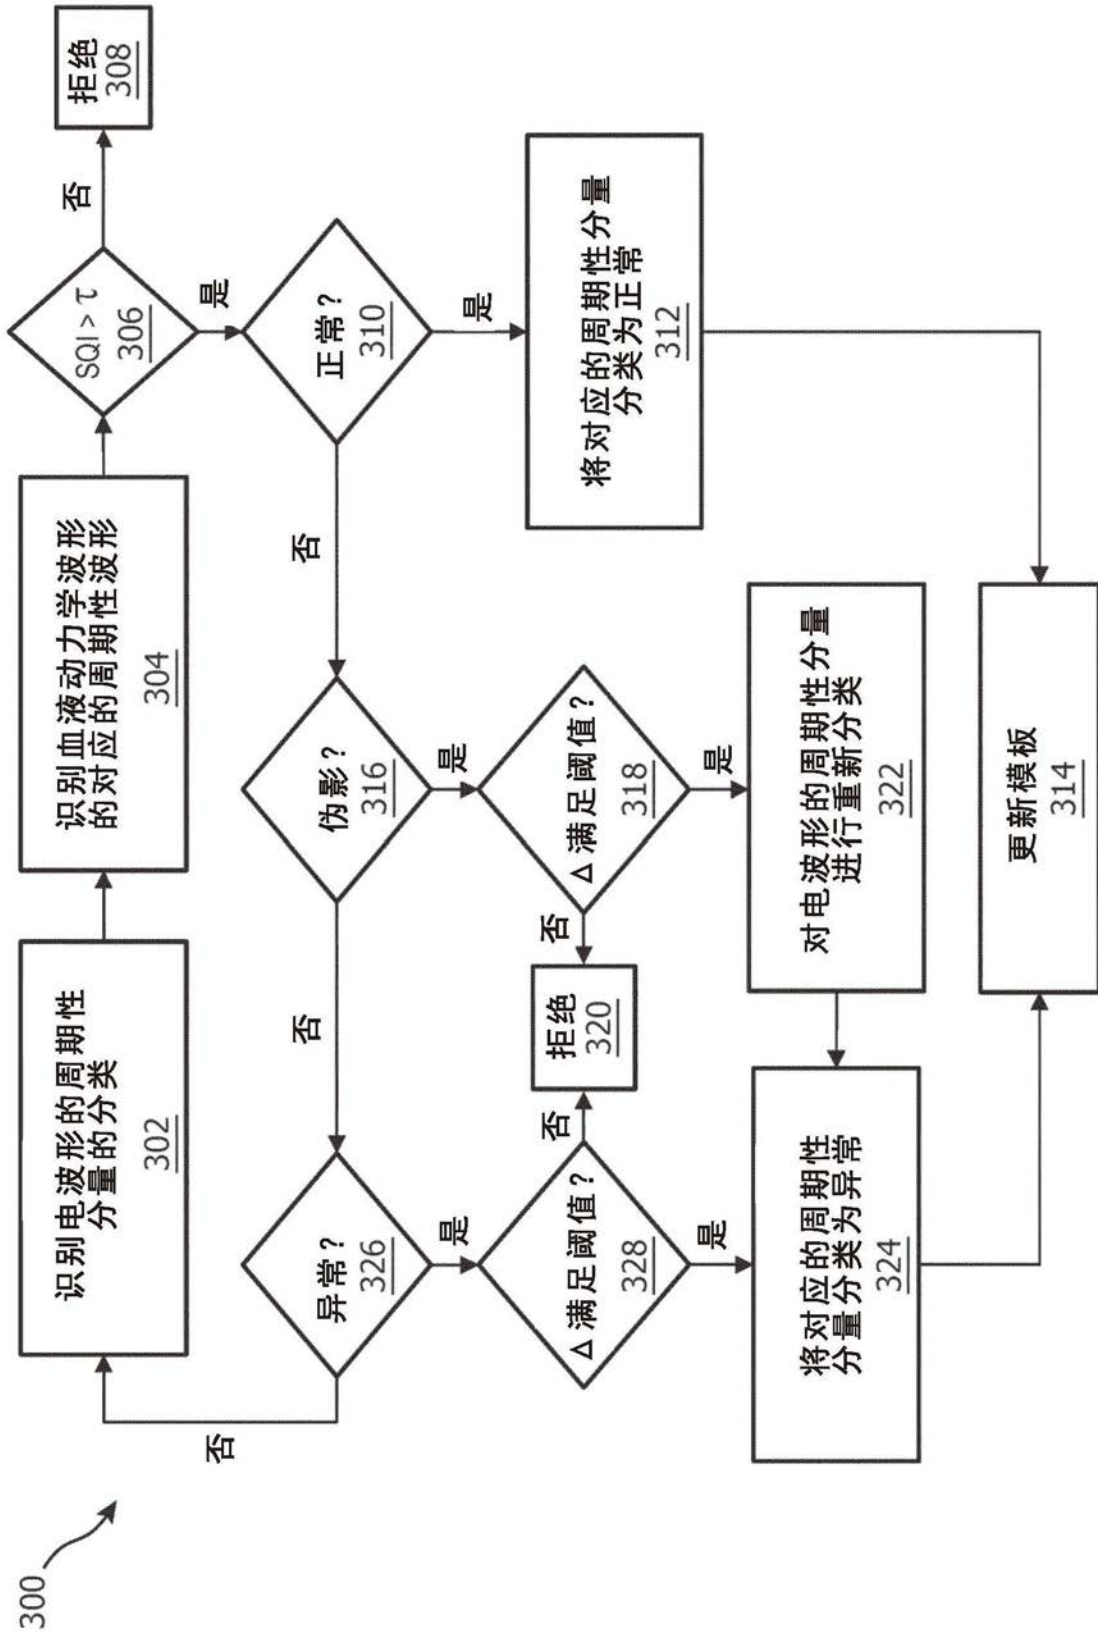 300
识别电波形的周期性
分量的分类
302
识别血液动力学波形
的对应的周期性波形
304
SQI > τ
306
否
拒绝
308
是
正常?
310
是
将对应的周期性分量
分类为正常
312
否
伪影?
316
是
△满足阈值?
318
否
拒绝
320
是
对电波形的周期性分量
进行重新分类
322
否
异常?
326
否
是
△满足阈值?
328
否
是
将对应的周期性
分量分类为异常
324
更新模板
314